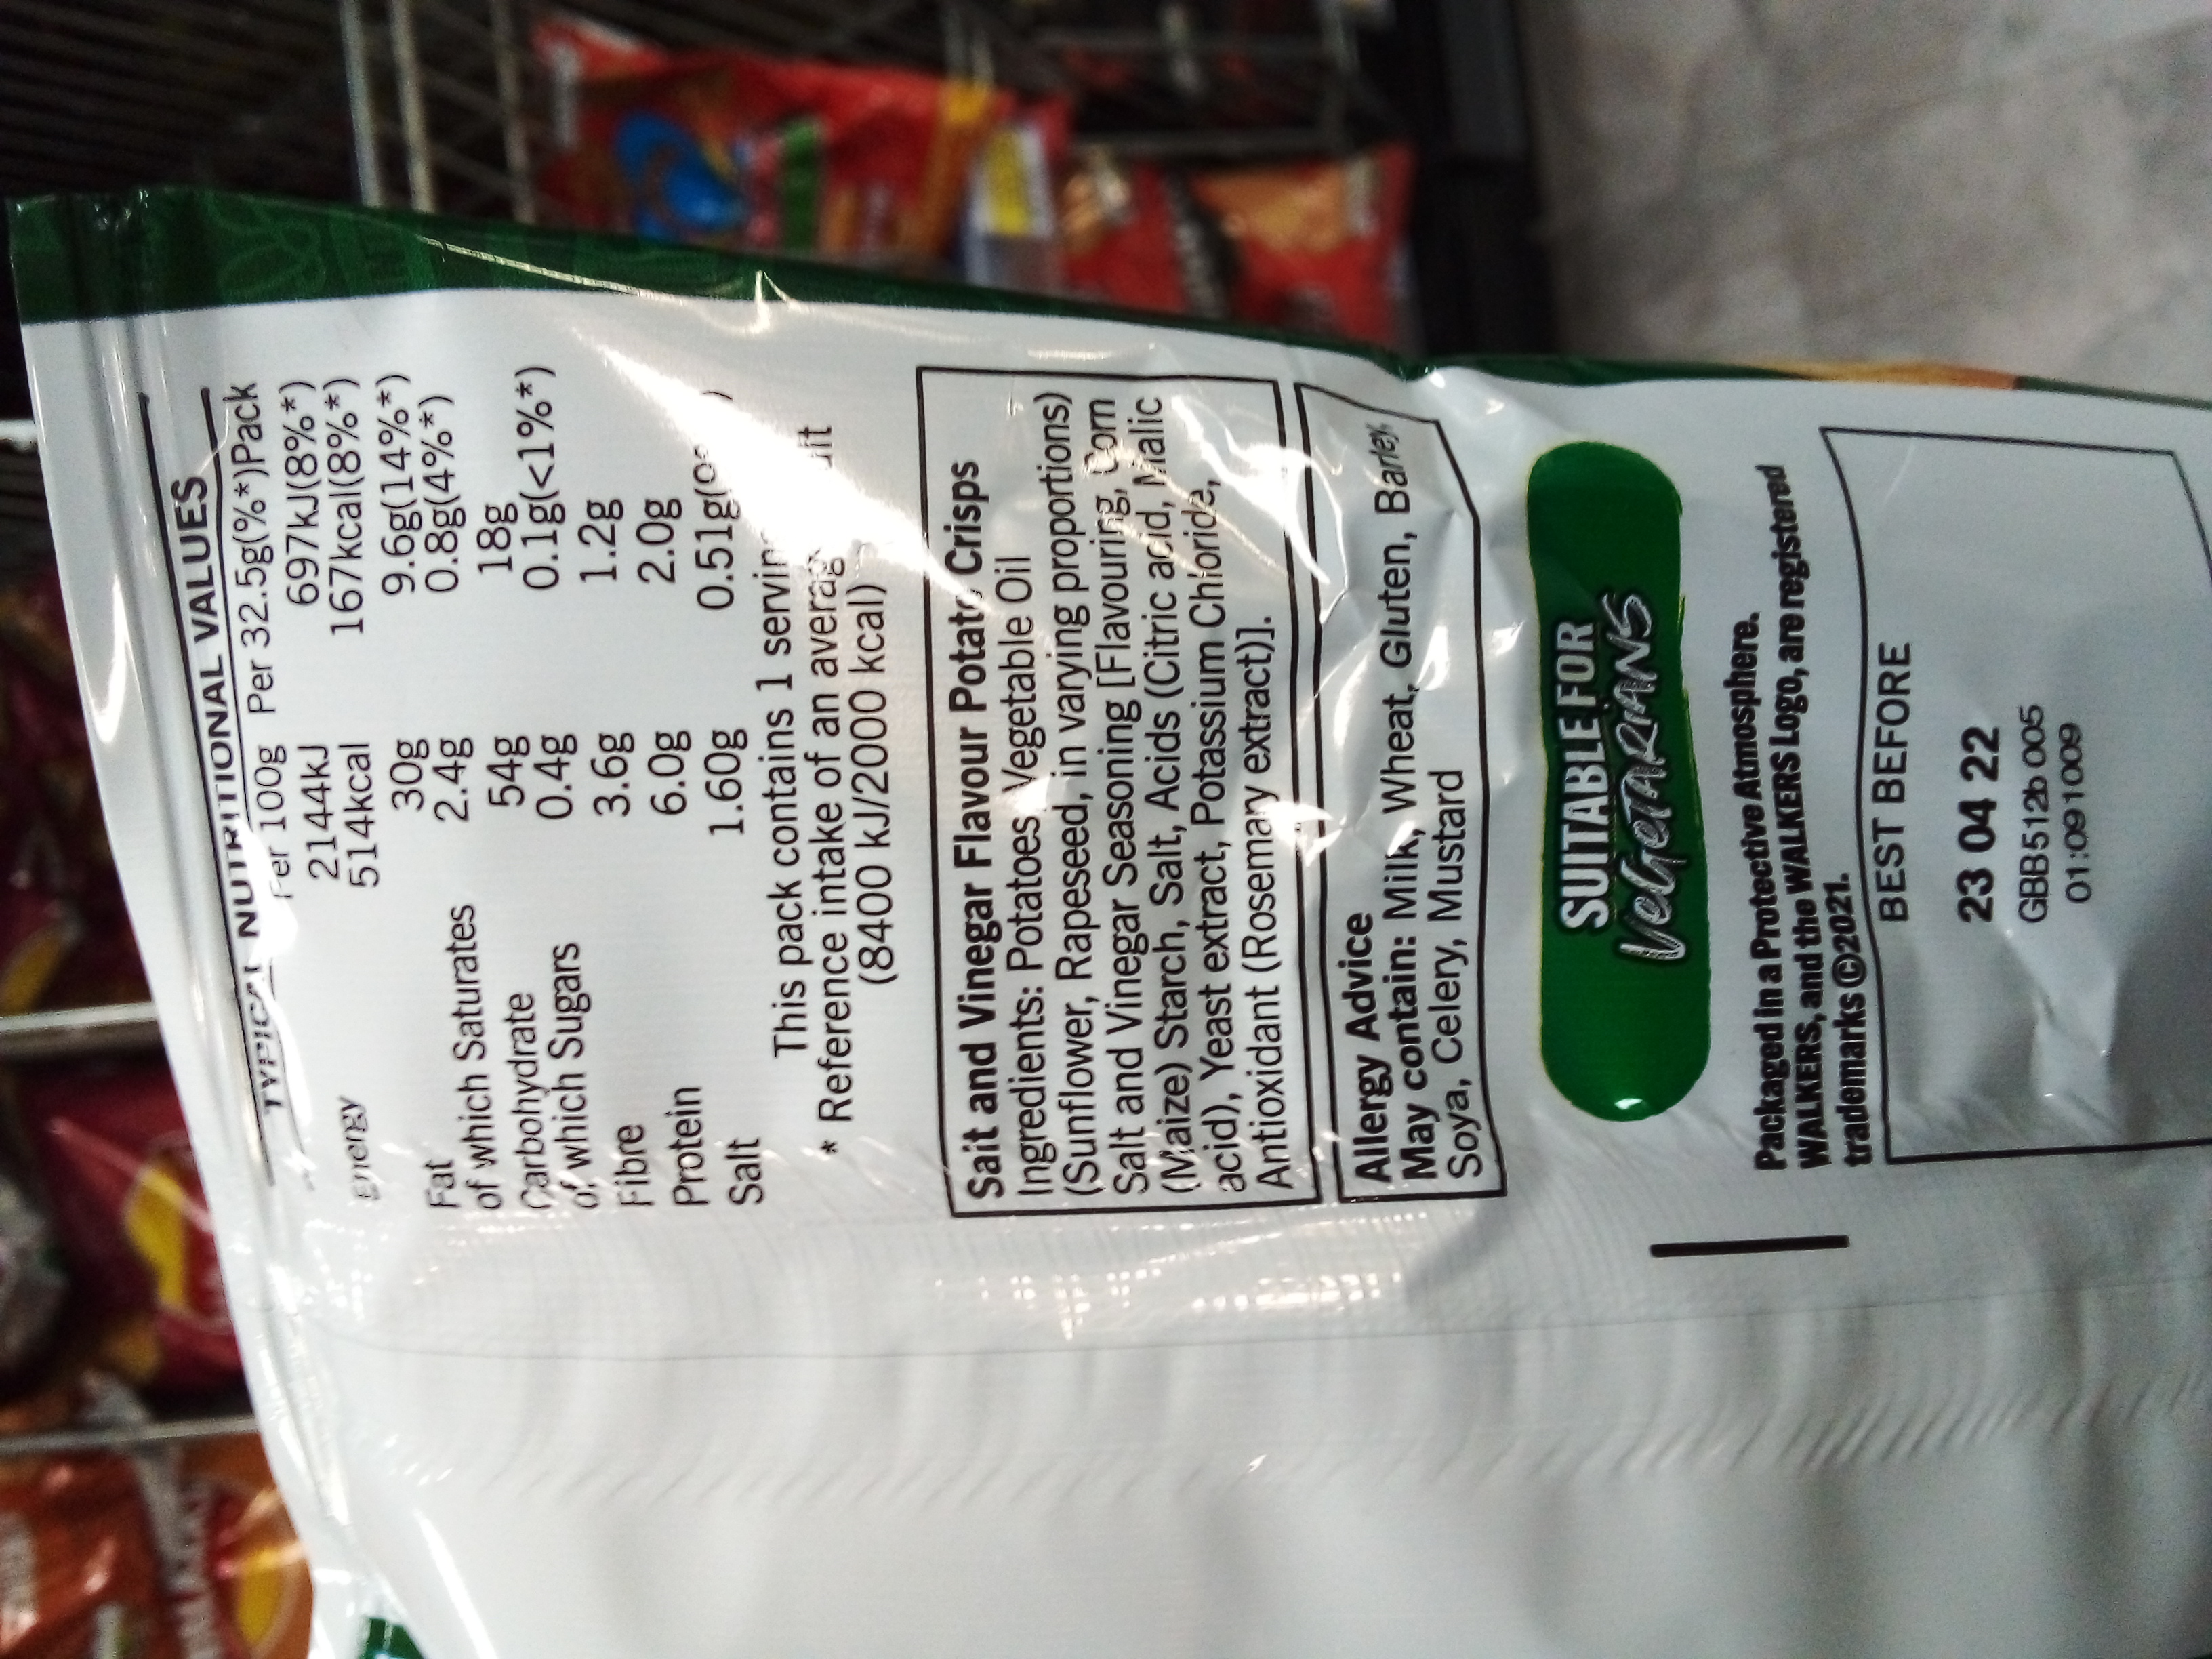 TYPICAL NUTRITIONAL VALUES
Per 100g Per 32.5g(%*)Pack
Energy 2144kJ 697kJ(8%*)
514kcal 167kcal(8%*)
Fat 30g 9.6g(14%*)
of which Saturates 2.4g 0.8g(4%*)
Carbohydrate 54g 18g
of which Sugars 0.4g 0.1g(<1%*)
Fibre 3.6g 1.2g
Protein 6.0g 2.0g
Salt 1.60g 0.51g
This pack contains 1 serving
* Reference intake of an average
(8400 kJ/2000 kcal)
Salt and Vinegar Flavour Potato Crisps
Ingredients: Potatoes, Vegetable Oil
(Sunflower, Rapeseed, in varying proportions)
Salt and Vinegar Seasoning [Flavouring, Corn
(Maize) Starch, Salt, Acids (Citric acid, Malic
acid), Yeast extract, Potassium Chloride,
Antioxidant (Rosemary extract)].
Allergy Advice
May contain: Milk, Wheat, Gluten, Barley,
Soya, Celery, Mustard
SUITABLE FOR
VEGETARIANS
Packaged in a Protective Atmosphere.
WALKERS, and the WALKERS Logo, are registered
trademarks ©2021.
BEST BEFORE
23 04 22
GBB512b 005
01:091009